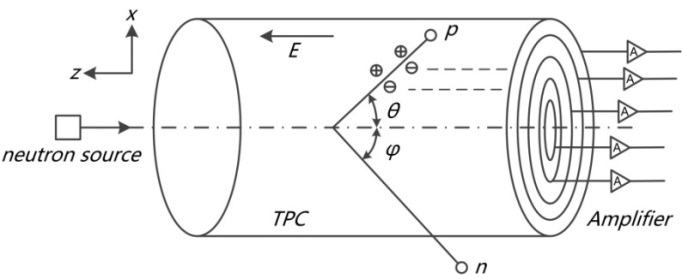 x
z
E
p
⊕
⊖
⊕
⊖
θ
φ
neutron source
TPC
n
A
A
A
A
A
Amplifier